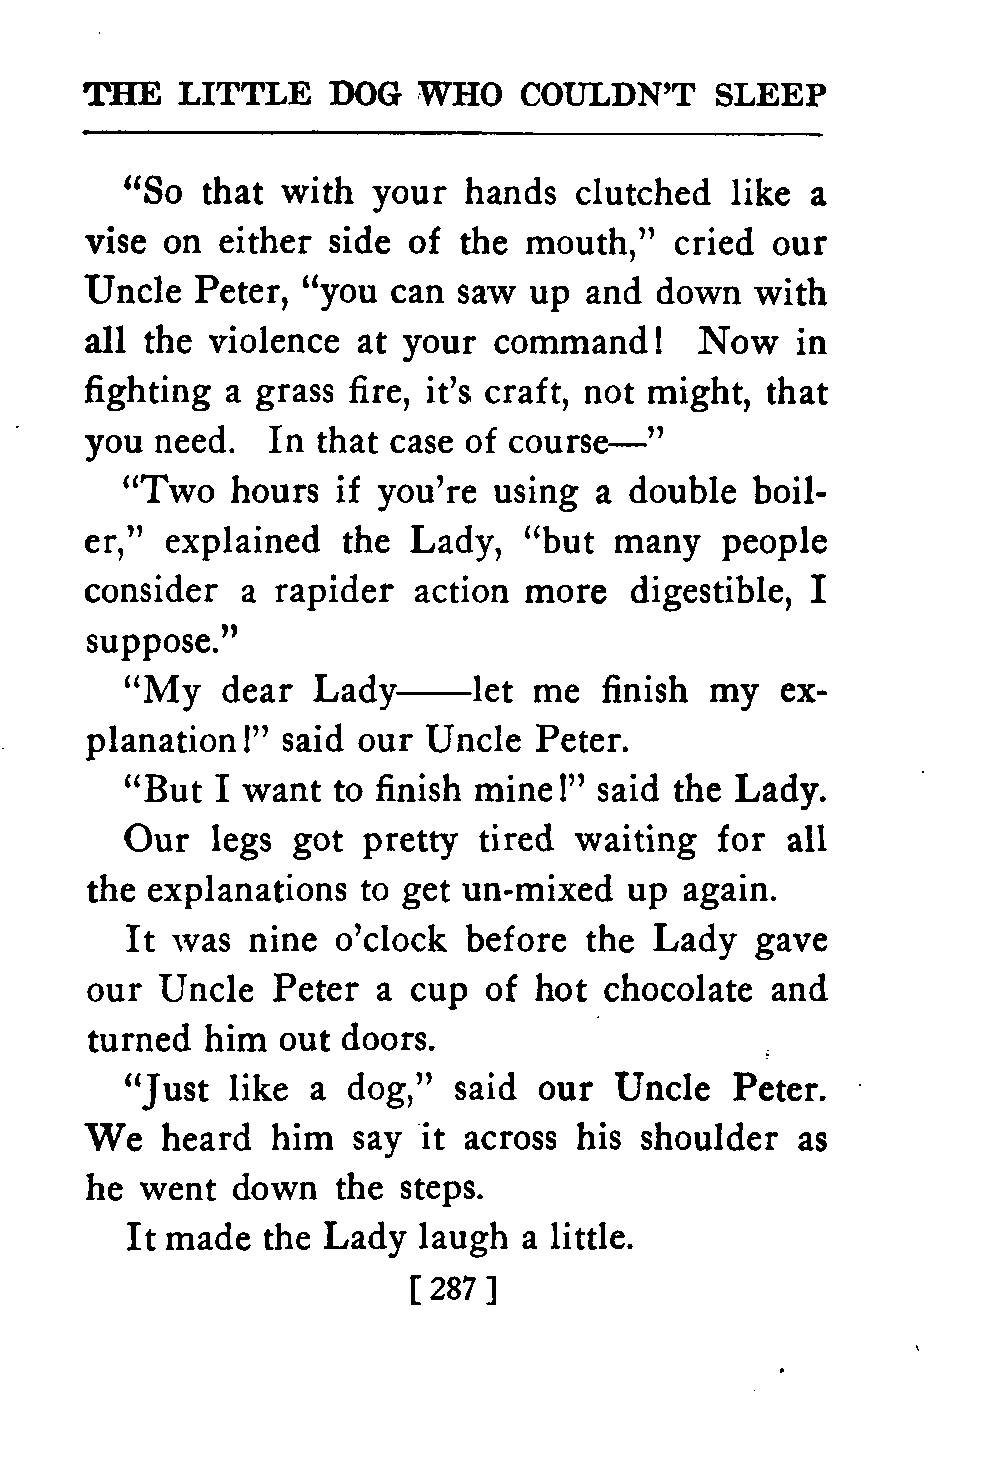 THE LITTLE DOG WHO COULDN'T SLEEP
“So that with your hands clutched like a
vise on either side of the mouth,” cried our
Uncle Peter, “you can saw up and down with
all the violence at your command! Now in
fighting a grass fire, it’s craft, not might, that
you need. In that case of course—”
“Two hours if you’re using a double boil-
er,” explained the Lady, “but many people
consider a rapider action more digestible, I
suppose.”
“My dear Lady——let me finish my ex-
planation!” said our Uncle Peter.
“But I want to finish mine!” said the Lady.
Our legs got pretty tired waiting for all
the explanations to get un-mixed up again.
It was nine o’clock before the Lady gave
our Uncle Peter a cup of hot chocolate and
turned him out doors.
“Just like a dog,” said our Uncle Peter.
We heard him say it across his shoulder as
he went down the steps.
It made the Lady laugh a little.
[ 287 ]